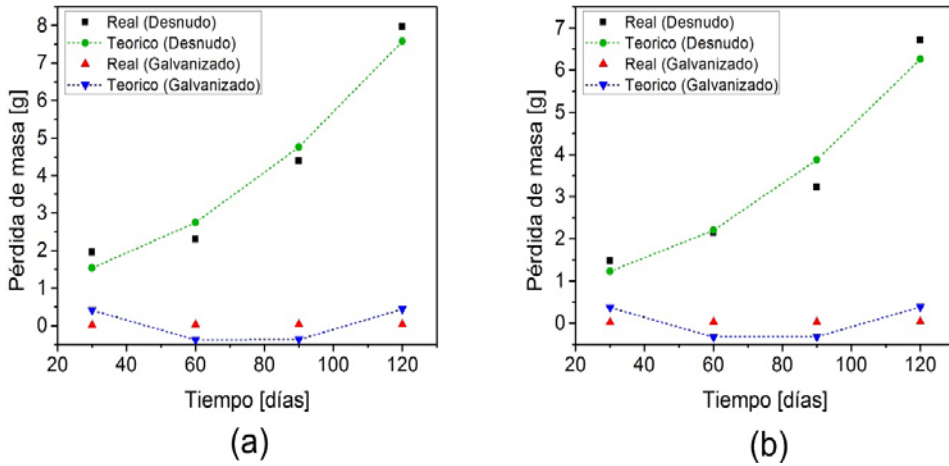 8
7
6
5
4
3
2
1
0
Pérdida de masa [g]
Real (Desnudo)
Teorico (Desnudo)
Real (Galvanizado)
Teorico (Galvanizado)
20 40 60 80 100 120
Tiempo [días]
(a)
7
6
5
4
3
2
1
0
Pérdida de masa [g]
Real (Desnudo)
Teorico (Desnudo)
Real (Galvanizado)
Teorico (Galvanizado)
20 40 60 80 100 120
Tiempo [días]
(b)